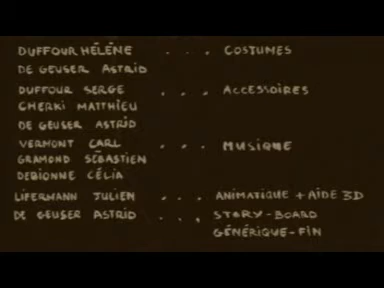 DUFFOUR HÉLÈNE . . . COSTUMES
DE GEUSER ASTRID
DUFFOUR SERGE . . . ACCESSOIRES
CHERKI MATTHIEU
DE GEUSER ASTRID
VERMONT CARL . . . MUSIQUE
GRAMOND SÉBASTIEN
DEBIONNE CÉLIA
LIFERMANN JULIEN . . . ANIMATIQUE + AIDE 3D
DE GEUSER ASTRID . . . STORY-BOARD
GÉNÉRIQUE-FIN